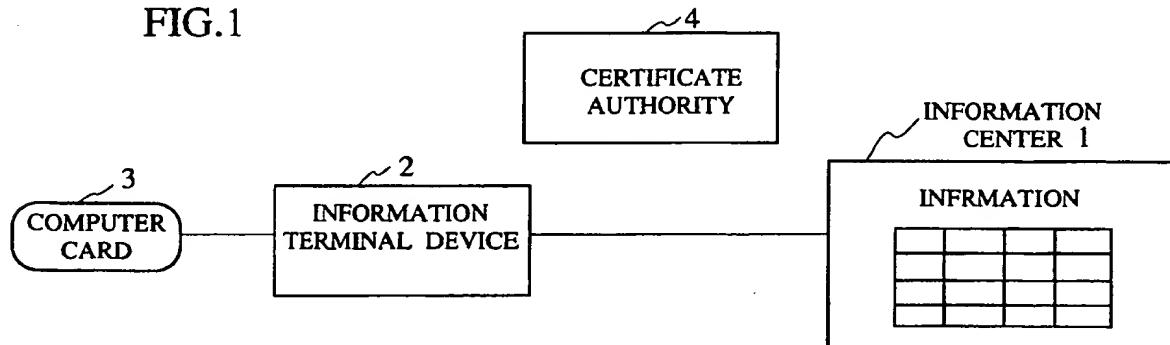 FIG.1
4
CERTIFICATE
AUTHORITY
INFORMATION
CENTER 1
3
COMPUTER
CARD
2
INFORMATION
TERMINAL DEVICE
INFRMATION